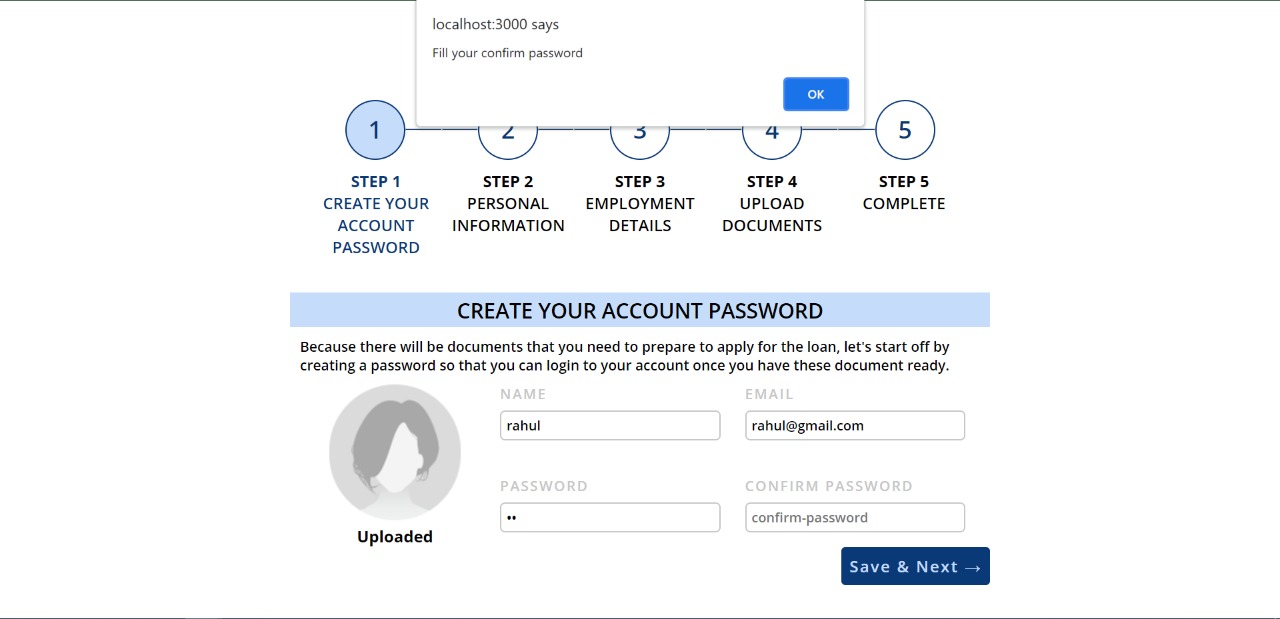 localhost:3000 says
Fill your confirm password
OK
1
2
3
4
5
STEP 1
CREATE YOUR
ACCOUNT
PASSWORD
STEP 2
PERSONAL
INFORMATION
STEP 3
EMPLOYMENT
DETAILS
STEP 4
UPLOAD
DOCUMENTS
STEP 5
COMPLETE
CREATE YOUR ACCOUNT PASSWORD
Because there will be documents that you need to prepare to apply for the loan, let's start off by
creating a password so that you can login to your account once you have these document ready.
Uploaded
NAME
rahul
EMAIL
rahul@gmail.com
PASSWORD
••
CONFIRM PASSWORD
confirm-password
Save & Next →